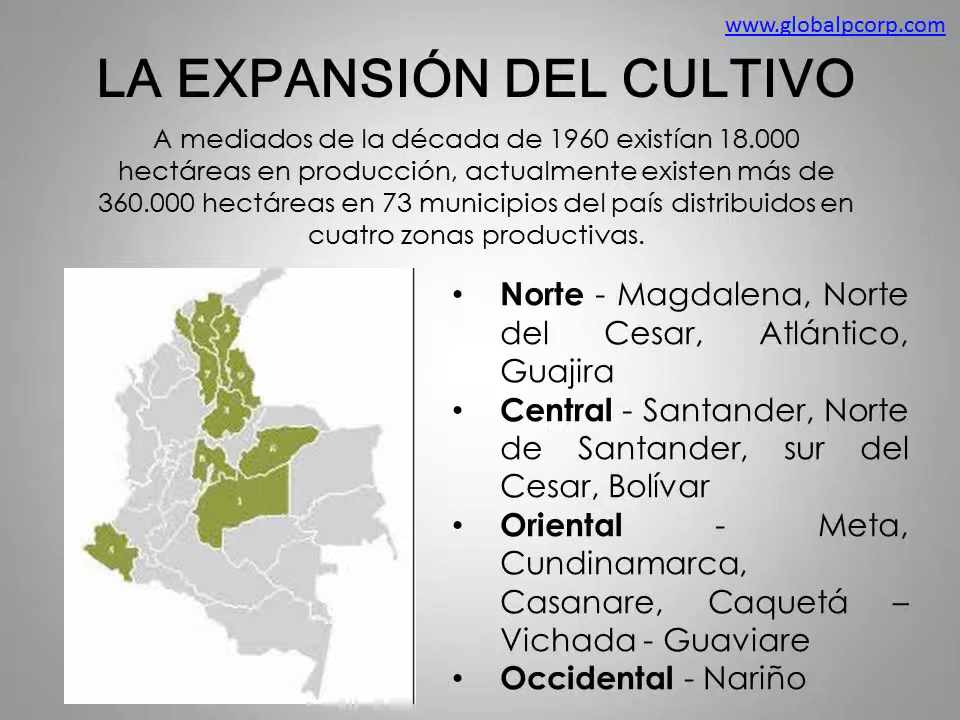 www.globalpcorp.com
LA EXPANSIÓN DEL CULTIVO
A mediados de la década de 1960 existían 18.000
hectáreas en producción, actualmente existen más de
360.000 hectáreas en 73 municipios del país distribuidos en
cuatro zonas productivas.
• Norte - Magdalena, Norte
del Cesar, Atlántico,
Guajira
• Central - Santander, Norte
de Santander, sur del
Cesar, Bolívar
• Oriental - Meta,
Cundinamarca,
Casanare, Caquetá –
Vichada - Guaviare
• Occidental - Nariño